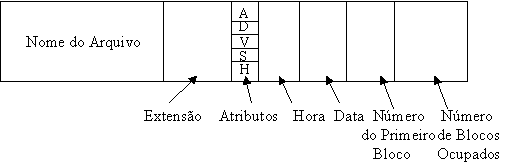 Nome do Arquivo
A
D
V
S
H
Extensão Atributos Hora Data Número Número
do Primeiro de Blocos
Bloco Ocupados